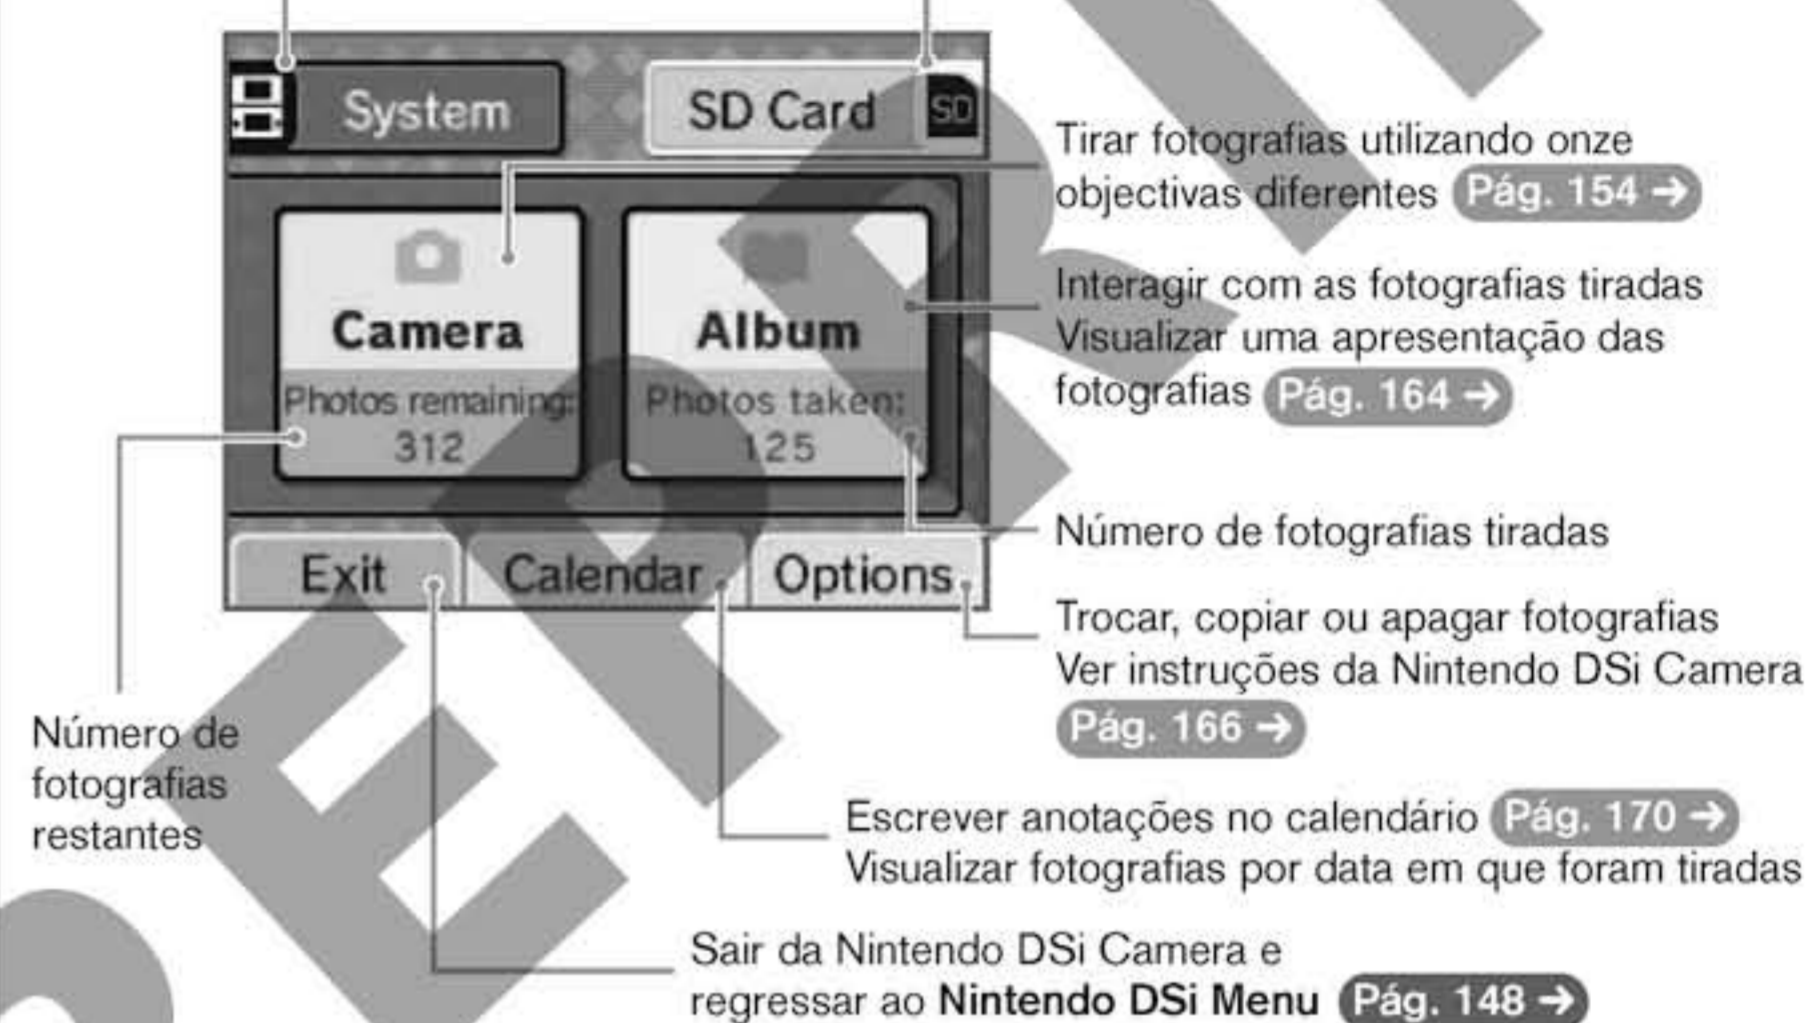 System
SD Card
SD
Tirar fotografias utilizando onze
objectivas diferentes Pág. 154 →
Camera
Album
Interagir com as fotografias tiradas
Visualizar uma apresentação das
fotografias Pág. 164 →
Photos remaining:
312
Photos taken:
125
Número de fotografias tiradas
Exit
Calendar
Options
Trocar, copiar ou apagar fotografias
Ver instruções da Nintendo DSi Camera
Pág. 166 →
Número de
fotografias
restantes
Escrever anotações no calendário Pág. 170 →
Visualizar fotografias por data em que foram tiradas
Sair da Nintendo DSi Camera e
regressar ao Nintendo DSi Menu Pág. 148 →